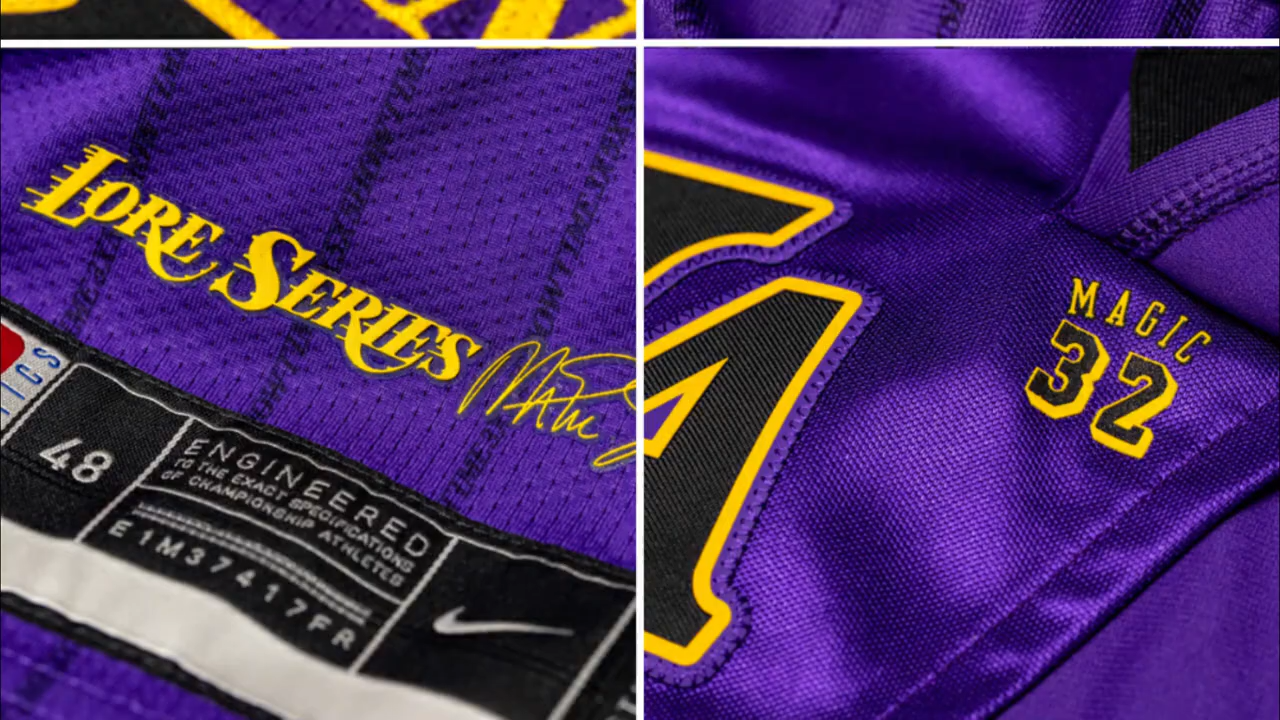 LORE SERIES
48
ENGINEERED
TO THE EXACT SPECIFICATIONS
OF CHAMPIONSHIP ATHLETES
E1M37417FR
MAGIC
32